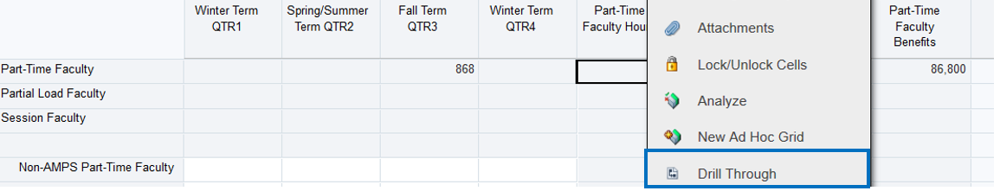 Winter Term
QTR1
Spring/Summer
Term QTR2
Fall Term
QTR3
Winter Term
QTR4
Part-Time
Faculty Hou
Part-Time
Faculty
Benefits
Attachments
Lock/Unlock Cells
Analyze
New Ad Hoc Grid
Drill Through
Part-Time Faculty 868 86,800
Partial Load Faculty
Session Faculty
Non-AMPS Part-Time Faculty